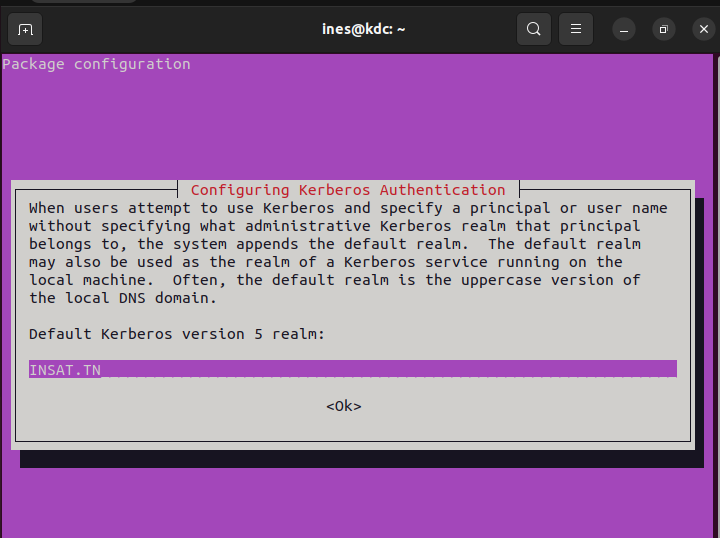 ines@kdc: ~
Package configuration
Configuring Kerberos Authentication
When users attempt to use Kerberos and specify a principal or user name
without specifying what administrative Kerberos realm that principal
belongs to, the system appends the default realm.  The default realm
may also be used as the realm of a Kerberos service running on the
local machine.  Often, the default realm is the uppercase version of
the local DNS domain.
Default Kerberos version 5 realm:
INSAT.TN________________________________________________________________
<Ok>